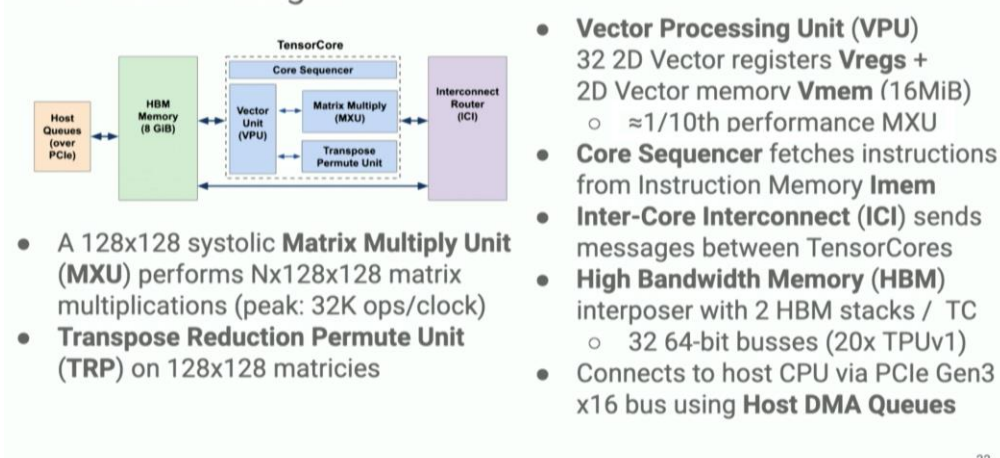 TensorCore
Core Sequencer
Host
Queues
(over
PCIe)
HBM
Memory
(8 GiB)
Vector
Unit
(VPU)
Matrix Multiply
(MXU)
Transpose
Permute Unit
Interconnect
Router
(ICI)
● A 128x128 systolic Matrix Multiply Unit
(MXU) performs Nx128x128 matrix
multiplications (peak: 32K ops/clock)
● Transpose Reduction Permute Unit
(TRP) on 128x128 matricies
● Vector Processing Unit (VPU)
32 2D Vector registers Vregs +
2D Vector memory Vmem (16MiB)
○ ≈1/10th performance MXU
● Core Sequencer fetches instructions
from Instruction Memory Imem
● Inter-Core Interconnect (ICI) sends
messages between TensorCores
● High Bandwidth Memory (HBM)
interposer with 2 HBM stacks / TC
○ 32 64-bit busses (20x TPUv1)
● Connects to host CPU via PCIe Gen3
x16 bus using Host DMA Queues